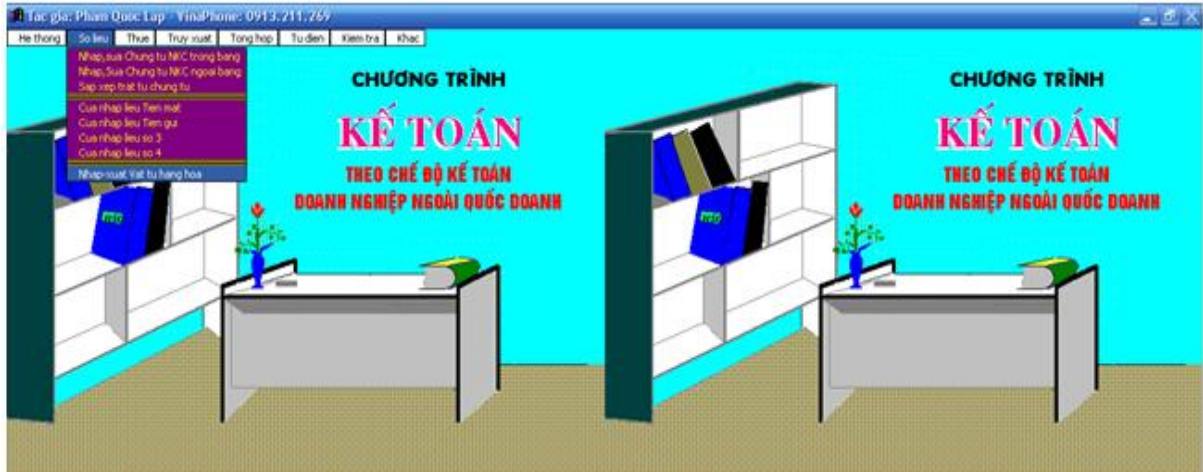 Tac gia: Pham Quoc Lap - VinaPhone: 0913.211.269
He thong So lieu Thue Truy xuat Tong hop Tu dien Kiem tra Khac
Nhap,sua Chung tu NKC trong bang
Nhap,Sua Chung tu NKC ngoai bang
Sap xep trat tu chung tu
Cua nhap lieu Tien mat
Cua nhap lieu Tien gui
Cua nhap lieu so 3
Cua nhap lieu so 4
Nhap-xuat Vat tu hang hoa
CHƯƠNG TRÌNH
KẾ TOÁN
THEO CHẾ ĐỘ KẾ TOÁN
DOANH NGHIỆP NGOÀI QUỐC DOANH
CHƯƠNG TRÌNH
KẾ TOÁN
THEO CHẾ ĐỘ KẾ TOÁN
DOANH NGHIỆP NGOÀI QUỐC DOANH